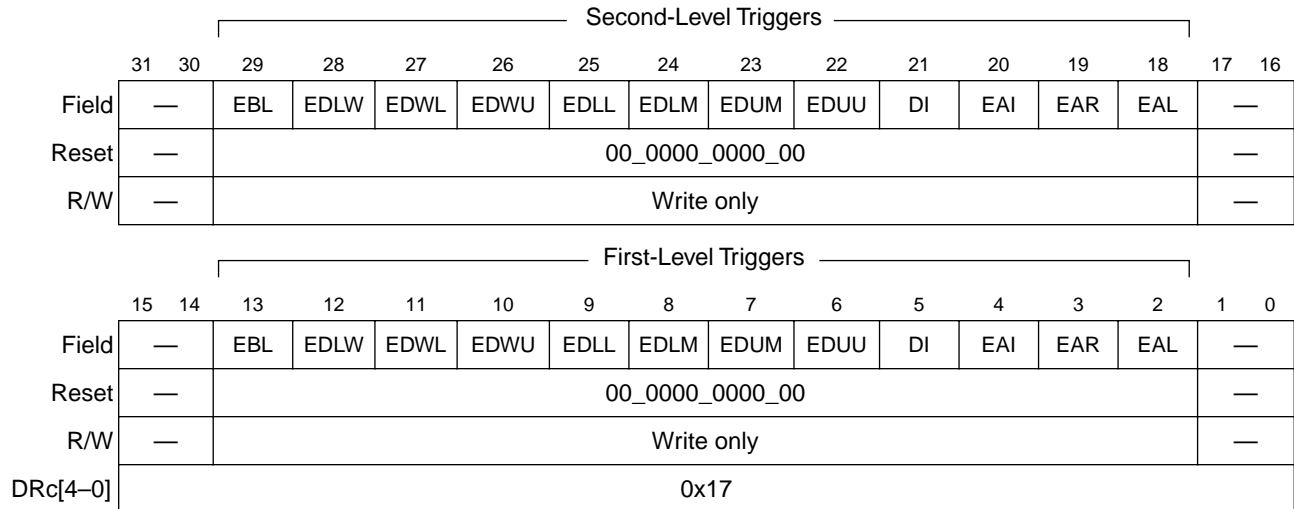 Second-Level Triggers
31 30 29 28 27 26 25 24 23 22 21 20 19 18 17 16
Field — EBL EDLW EDWL EDWU EDLL EDLM EDUM EDUU DI EAI EAR EAL —
Reset — 00_0000_0000_00 —
R/W — Write only —
First-Level Triggers
15 14 13 12 11 10 9 8 7 6 5 4 3 2 1 0
Field — EBL EDLW EDWL EDWU EDLL EDLM EDUM EDUU DI EAI EAR EAL —
Reset — 00_0000_0000_00 —
R/W — Write only —
DRc[4–0] 0x17